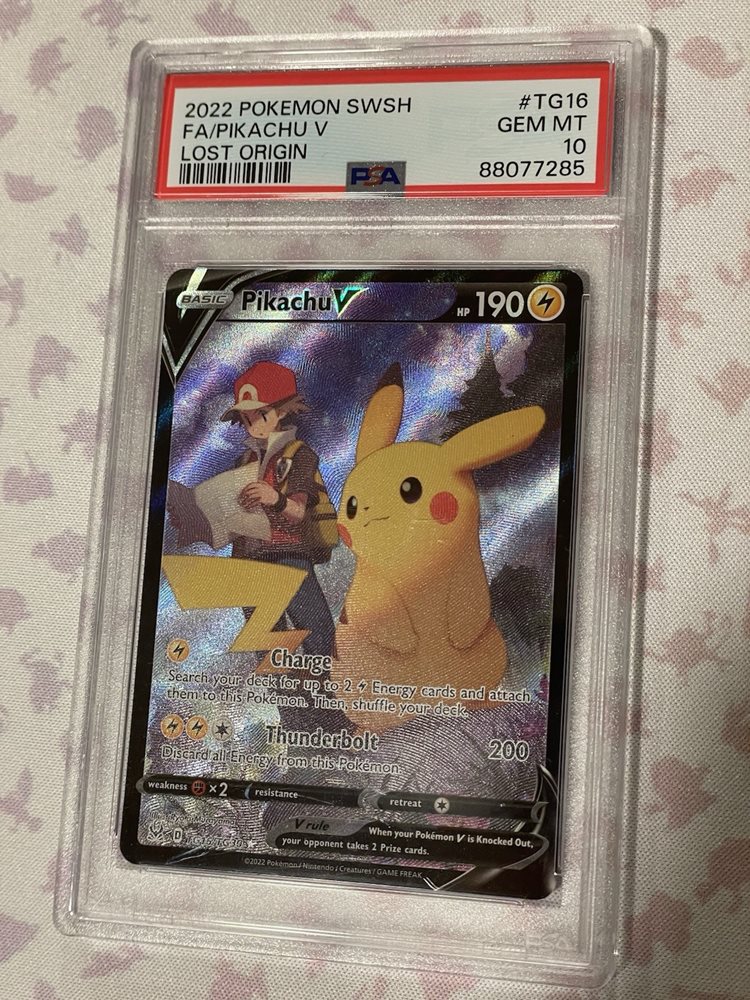 2022 POKEMON SWSH #TG16
FA/PIKACHU V GEM MT
LOST ORIGIN 10
PSA 88077285
BASIC Pikachu V HP 190
Charge
Search your deck for up to 2 Energy cards and attach
them to this Pokémon. Then, shuffle your deck.
Thunderbolt 200
Discard all Energy from this Pokémon.
weakness ×2 resistance retreat
V rule When your Pokémon V is Knocked Out,
your opponent takes 2 Prize cards.
D TG16/TG30
©2022 Pokémon / Nintendo / Creatures / GAME FREAK